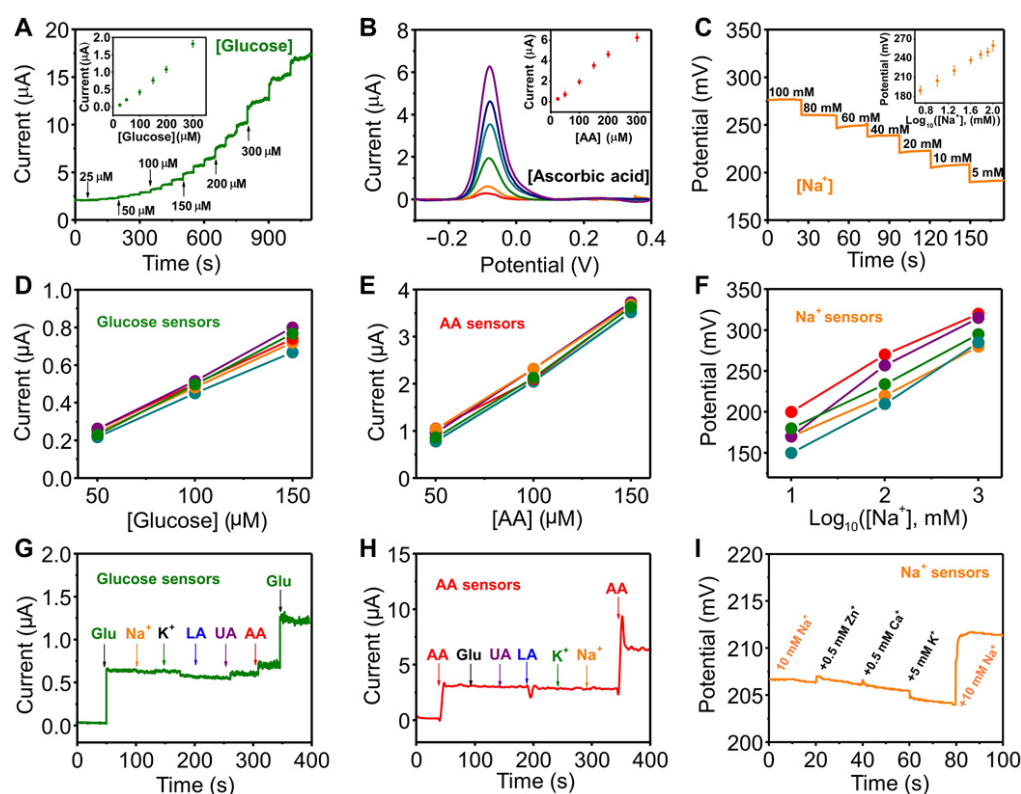 A
[Glucose]
Current (µA)
20
15
10
5
0
0 300 600 900
Time (s)
25 µM
50 µM
100 µM
150 µM
200 µM
300 µM
Current (µA)
2.0
1.5
1.0
0.5
0.0
0 100 200 300
[Glucose](µM)
B
Current (µA)
8
6
4
2
0
−0.2 0.0 0.2 0.4
Potential (V)
[Ascorbic acid]
Current (µA)
6
4
2
0
0 100 200 300
[AA] (µM)
C
Potential (mV)
350
300
250
200
150
0 30 60 90 120 150
Time (s)
100 mM
80 mM
60 mM
40 mM
20 mM
10 mM
5 mM
[Na⁺]
Potential (mV)
270
240
210
180
0.8 1.2 1.6 2.0
Log₁₀([Na⁺], (mM))
D
Glucose sensors
Current (µA)
1.0
0.8
0.6
0.4
0.2
0.0
50 100 150
[Glucose] (µM)
E
AA sensors
Current (µA)
4
3
2
1
0
50 100 150
[AA] (µM)
F
Na⁺ sensors
Potential (mV)
350
300
250
200
150
1 2 3
Log₁₀([Na⁺], mM)
G
Glucose sensors
Current (µA)
2.0
1.5
1.0
0.5
0.0
0 100 200 300 400
Time (s)
Glu Na⁺ K⁺ LA UA AA
Glu
H
AA sensors
Current (µA)
15
10
5
0
0 100 200 300 400
Time (s)
AA Glu UA LA K⁺ Na⁺
AA
I
Na⁺ sensors
Potential (mV)
220
215
211
207
202
200
0 20 40 60 80 100
Time (s)
10 mM Na⁺
+0.5 mM Zn⁺
+0.5 mM Ca⁺
+5 mM K⁺
+10 mM Na⁺